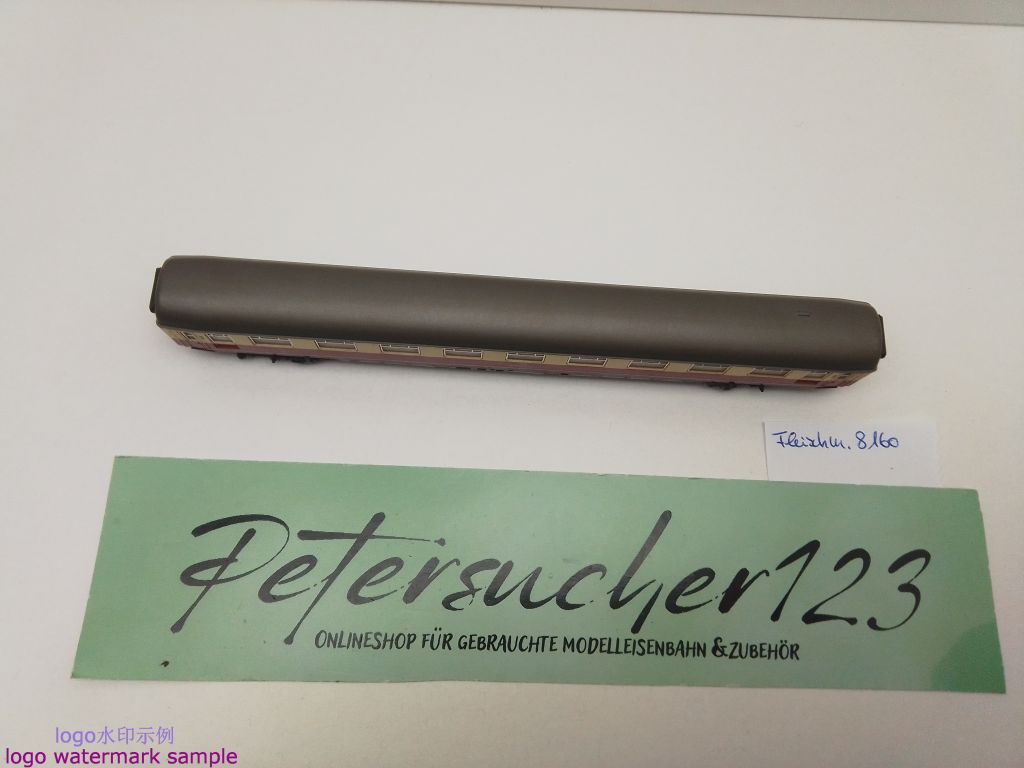 Fleischm. 8160
Petersucher123
ONLINESHOP FÜR GEBRAUCHTE MODELLEISENBAHN &ZUBEHÖR
logo水印示例
logo watermark sample